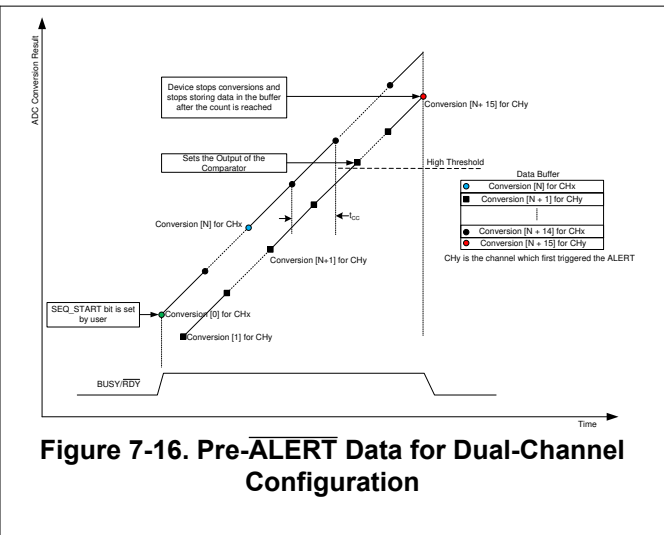 ADC Conversion Result
Device stops conversions and
stops storing data in the buffer
after the count is reached
Conversion [N+ 15] for CHy
Sets the Output of the
Comparator
High Threshold
Data Buffer
Conversion [N] for CHx
Conversion [N + 1] for CHy
Conversion [N + 14] for CHx
Conversion [N + 15] for CHy
CHy is the channel which first triggered the ALERT
Conversion [N] for CHx
tCC
Conversion [N+1] for CHy
SEQ_START bit is set
by user
Conversion [0] for CHx
Conversion [1] for CHy
BUSY/RDY
Time
Figure 7-16. Pre-ALERT Data for Dual-Channel
Configuration